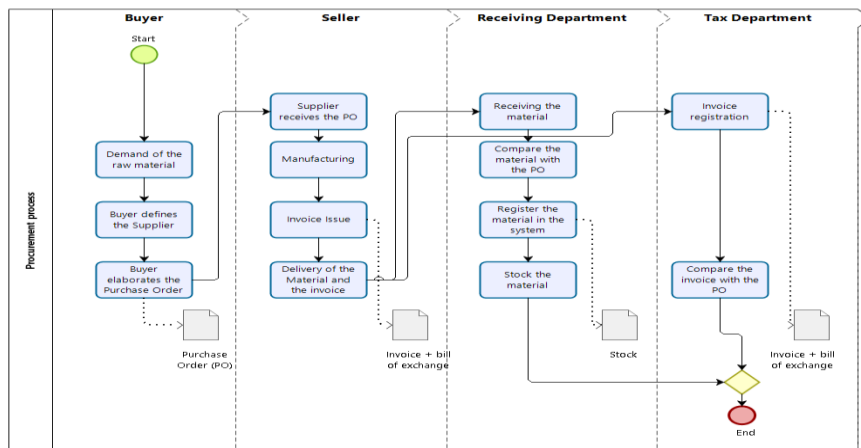 Buyer
Seller
Receiving Department
Tax Department
Procurement process
Start
Demand of the
raw material
Buyer defines
the Supplier
Buyer
elaborates the
Purchase Order
Purchase
Order (PO)
Supplier
receives the PO
Manufacturing
Invoice Issue
Delivery of the
Material and
the invoice
Invoice + bill
of exchange
Receiving the
material
Compare the
material with
the PO
Register the
material in the
system
Stock the
material
Stock
Invoice
registration
Compare the
invoice with the
PO
Invoice + bill
of exchange
End